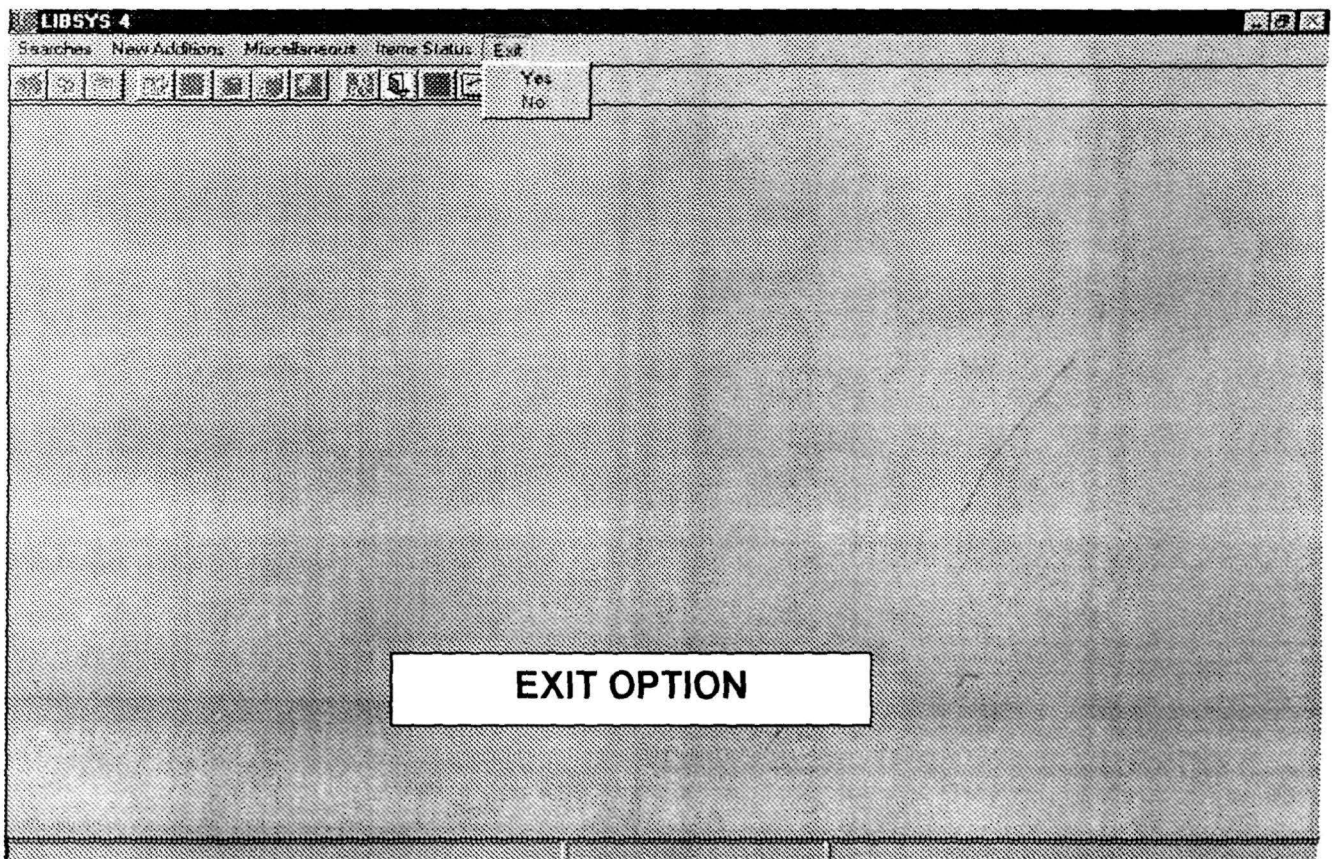 LIBSYS 4
Searches New Additions Miscellaneous Items Status Exit
Yes
No
EXIT OPTION